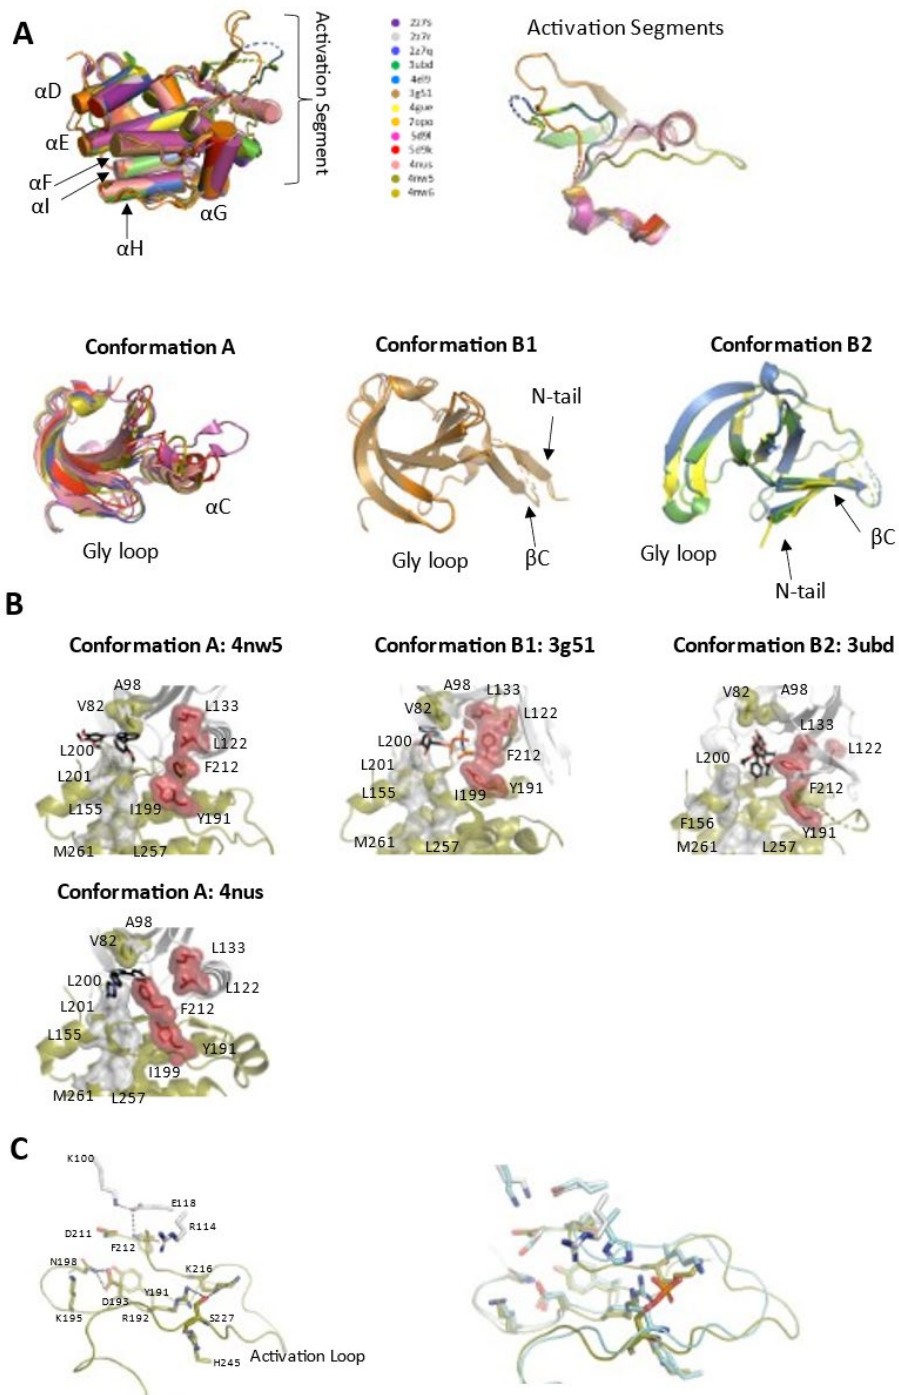 A
Activation Segment
Activation Segments
αD
αE
αF
αI
αH
αG
2z7s
2z7r
2z7q
3ubd
4el9
3g51
4gue
2opo
5d9l
5d9k
4nus
4nw5
4nw6
Conformation A
Conformation B1
Conformation B2
N-tail
αC
Gly loop
Gly loop
βC
Gly loop
βC
N-tail
B
Conformation A: 4nw5
Conformation B1: 3g51
Conformation B2: 3ubd
A98
V82
L133
L200
L122
L201
F212
L155
I199
Y191
M261
L257
A98
L133
V82
L122
L200
F212
L201
L155
I199
Y191
M261
L257
V82
A98
L133
L200
L122
F212
F156
Y191
M261
L257
Conformation A: 4nus
A98
V82
L133
L200
L122
L201
F212
L155
Y191
I199
M261
L257
C
K100
E118
R114
D211
F212
N198
K216
Y191
D193
K195
R192
S227
H245
Activation Loop